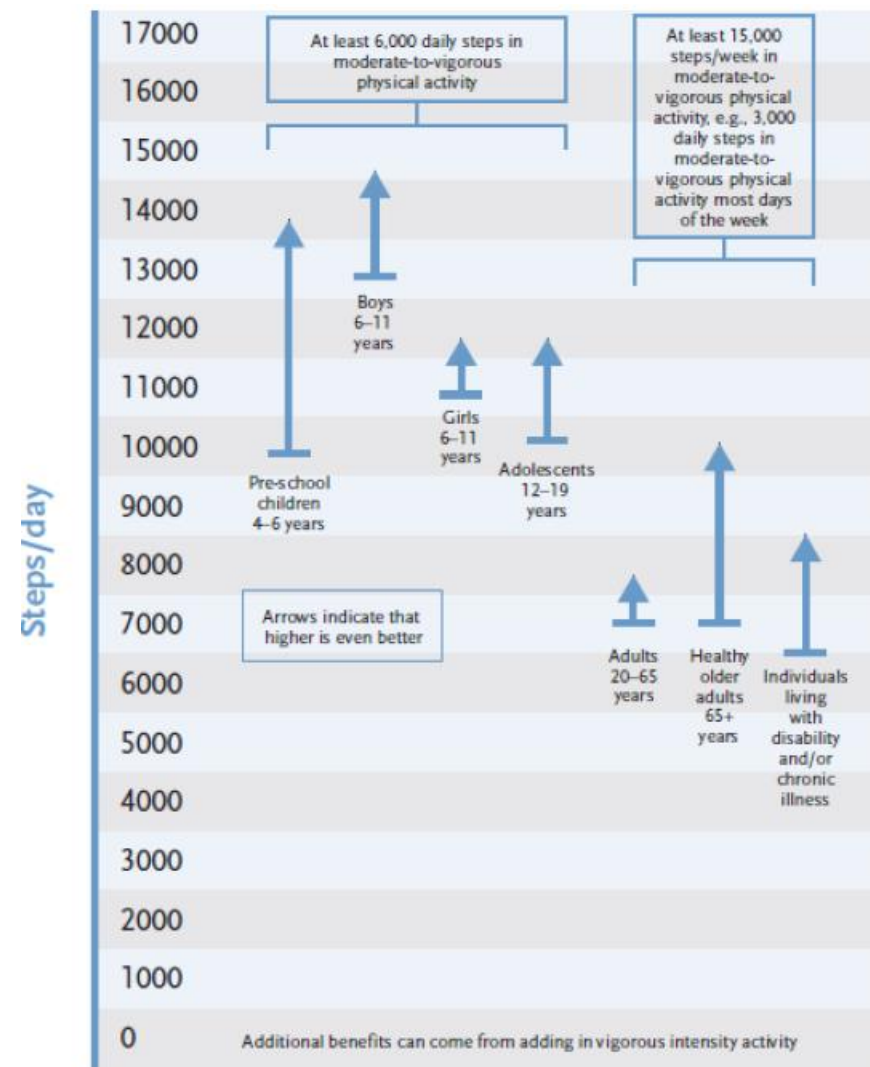 Steps/day
17000
16000
15000
14000
13000
12000
11000
10000
9000
8000
7000
6000
5000
4000
3000
2000
1000
0
At least 6,000 daily steps in
moderate-to-vigorous
physical activity
At least 15,000
steps/week in
moderate-to-
vigorous physical
activity, e.g., 3,000
daily steps in
moderate-to-
vigorous physical
activity most days
of the week
Pre-school
children
4–6 years
Boys
6–11
years
Girls
6–11
years
Adolescents
12–19
years
Adults
20–65
years
Healthy
older
adults
65+
years
Individuals
living
with
disability
and/or
chronic
illness
Arrows indicate that
higher is even better
Additional benefits can come from adding in vigorous intensity activity